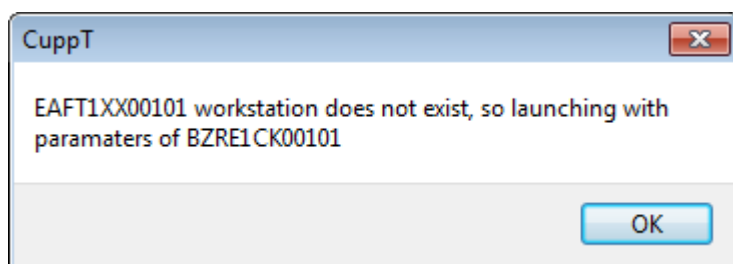 CuppT
EAFT1XX00101 workstation does not exist, so launching with
paramaters of BZRE1CK00101
OK